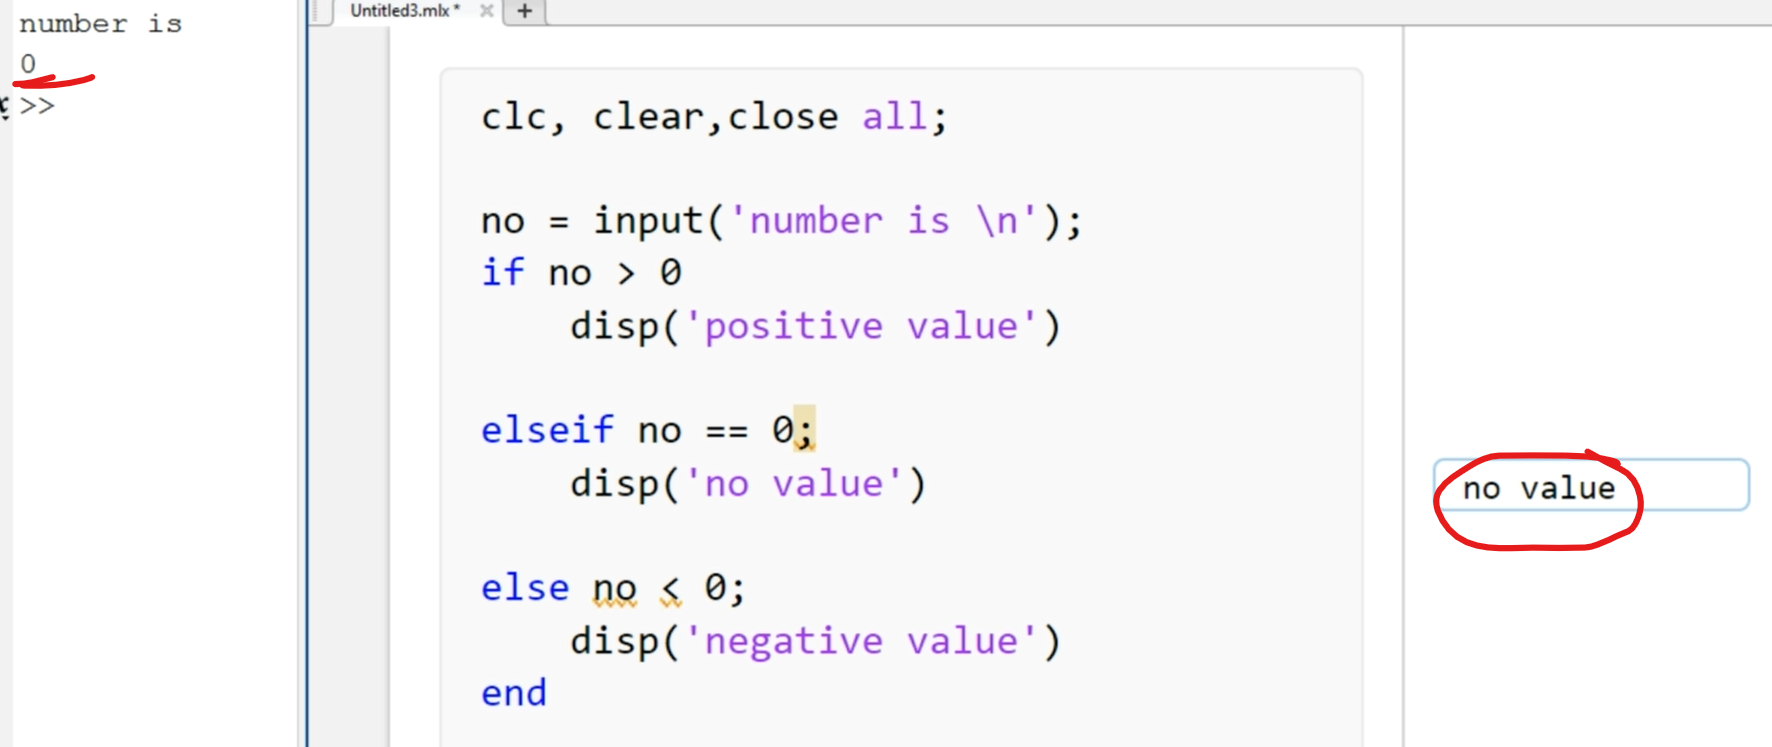 number is
0
>>
Untitled3.mlx* × +
clc, clear,close all;
no = input('number is \n');
if no > 0
disp('positive value')
elseif no == 0;
disp('no value')
else no < 0;
disp('negative value')
end
no value